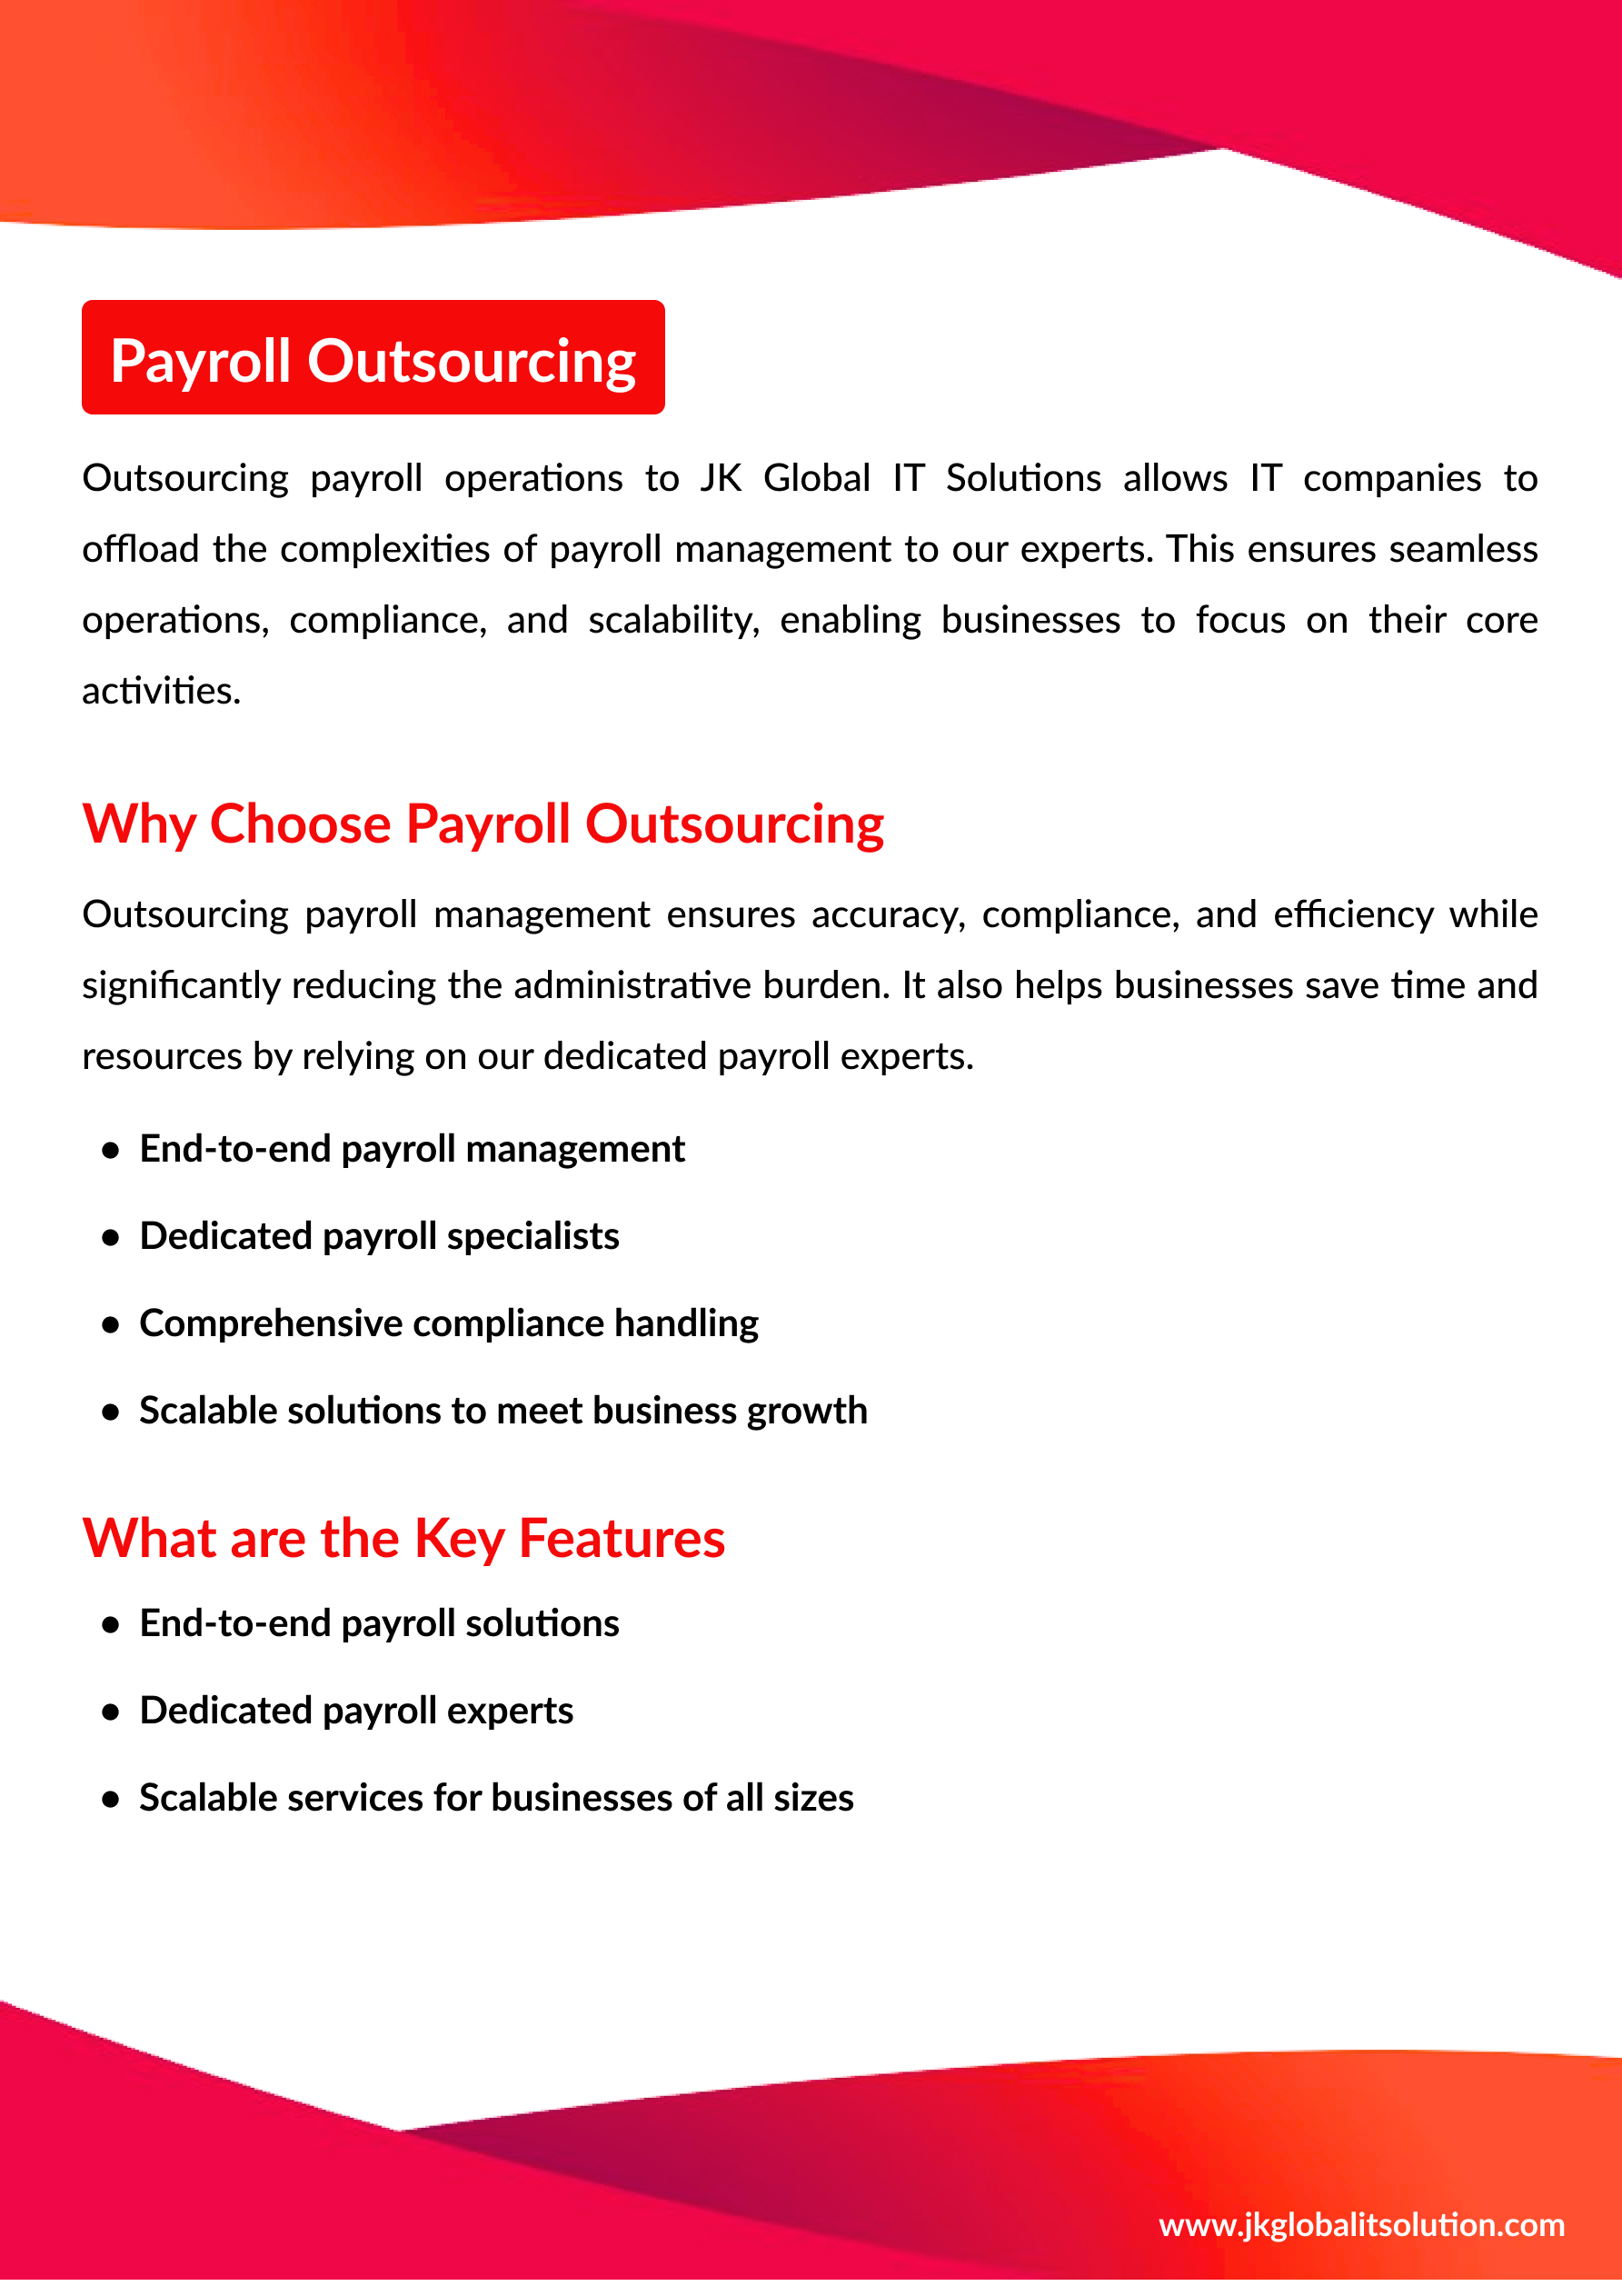 Payroll Outsourcing
Outsourcing payroll operations to JK Global IT Solutions allows IT companies to
offload the complexities of payroll management to our experts. This ensures seamless
operations, compliance, and scalability, enabling businesses to focus on their core
activities.
Why Choose Payroll Outsourcing
Outsourcing payroll management ensures accuracy, compliance, and efficiency while
significantly reducing the administrative burden. It also helps businesses save time and
resources by relying on our dedicated payroll experts.
● End-to-end payroll management
● Dedicated payroll specialists
● Comprehensive compliance handling
● Scalable solutions to meet business growth
What are the Key Features
● End-to-end payroll solutions
● Dedicated payroll experts
● Scalable services for businesses of all sizes
www.jkglobalitsolution.com